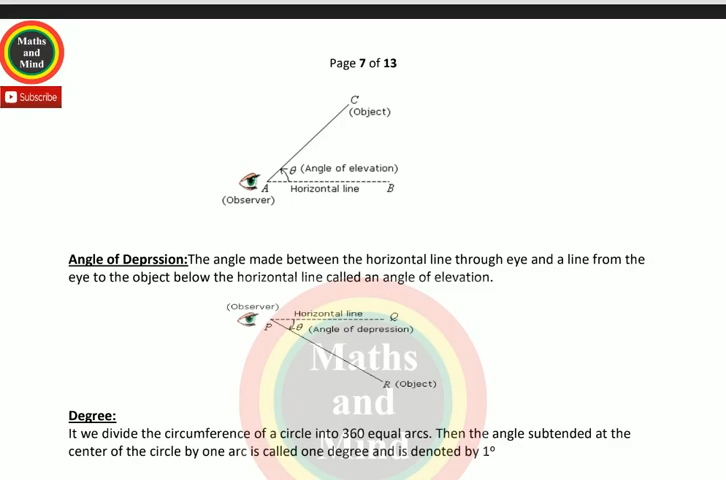 Maths
and
Mind
Subscribe
Page 7 of 13
C
(Object)
θ (Angle of elevation)
A Horizontal line B
(Observer)
Angle of Deprssion:The angle made between the horizontal line through eye and a line from the
eye to the object below the horizontal line called an angle of elevation.
(Observer)
Horizontal line Q
P θ (Angle of depression)
R (Object)
Maths
and
Mind
Degree:
It we divide the circumference of a circle into 360 equal arcs. Then the angle subtended at the
center of the circle by one arc is called one degree and is denoted by 1º